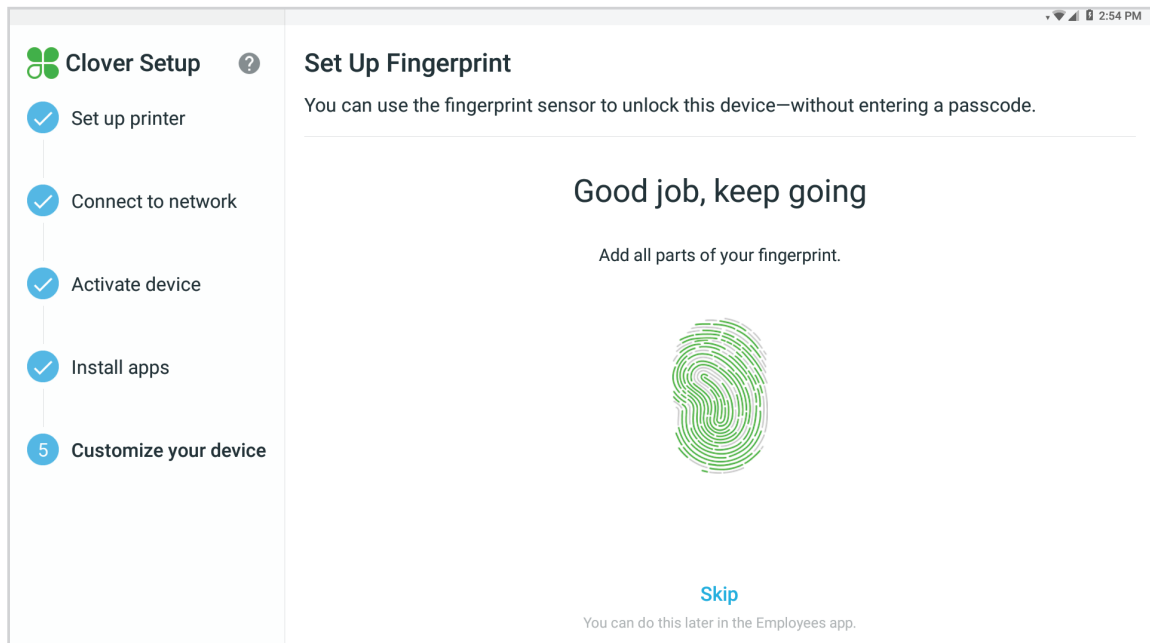 2:54 PM
Clover Setup
?
Set up printer
Connect to network
Activate device
Install apps
5
Customize your device
Set Up Fingerprint
You can use the fingerprint sensor to unlock this device—without entering a passcode.
Good job, keep going
Add all parts of your fingerprint.
Skip
You can do this later in the Employees app.